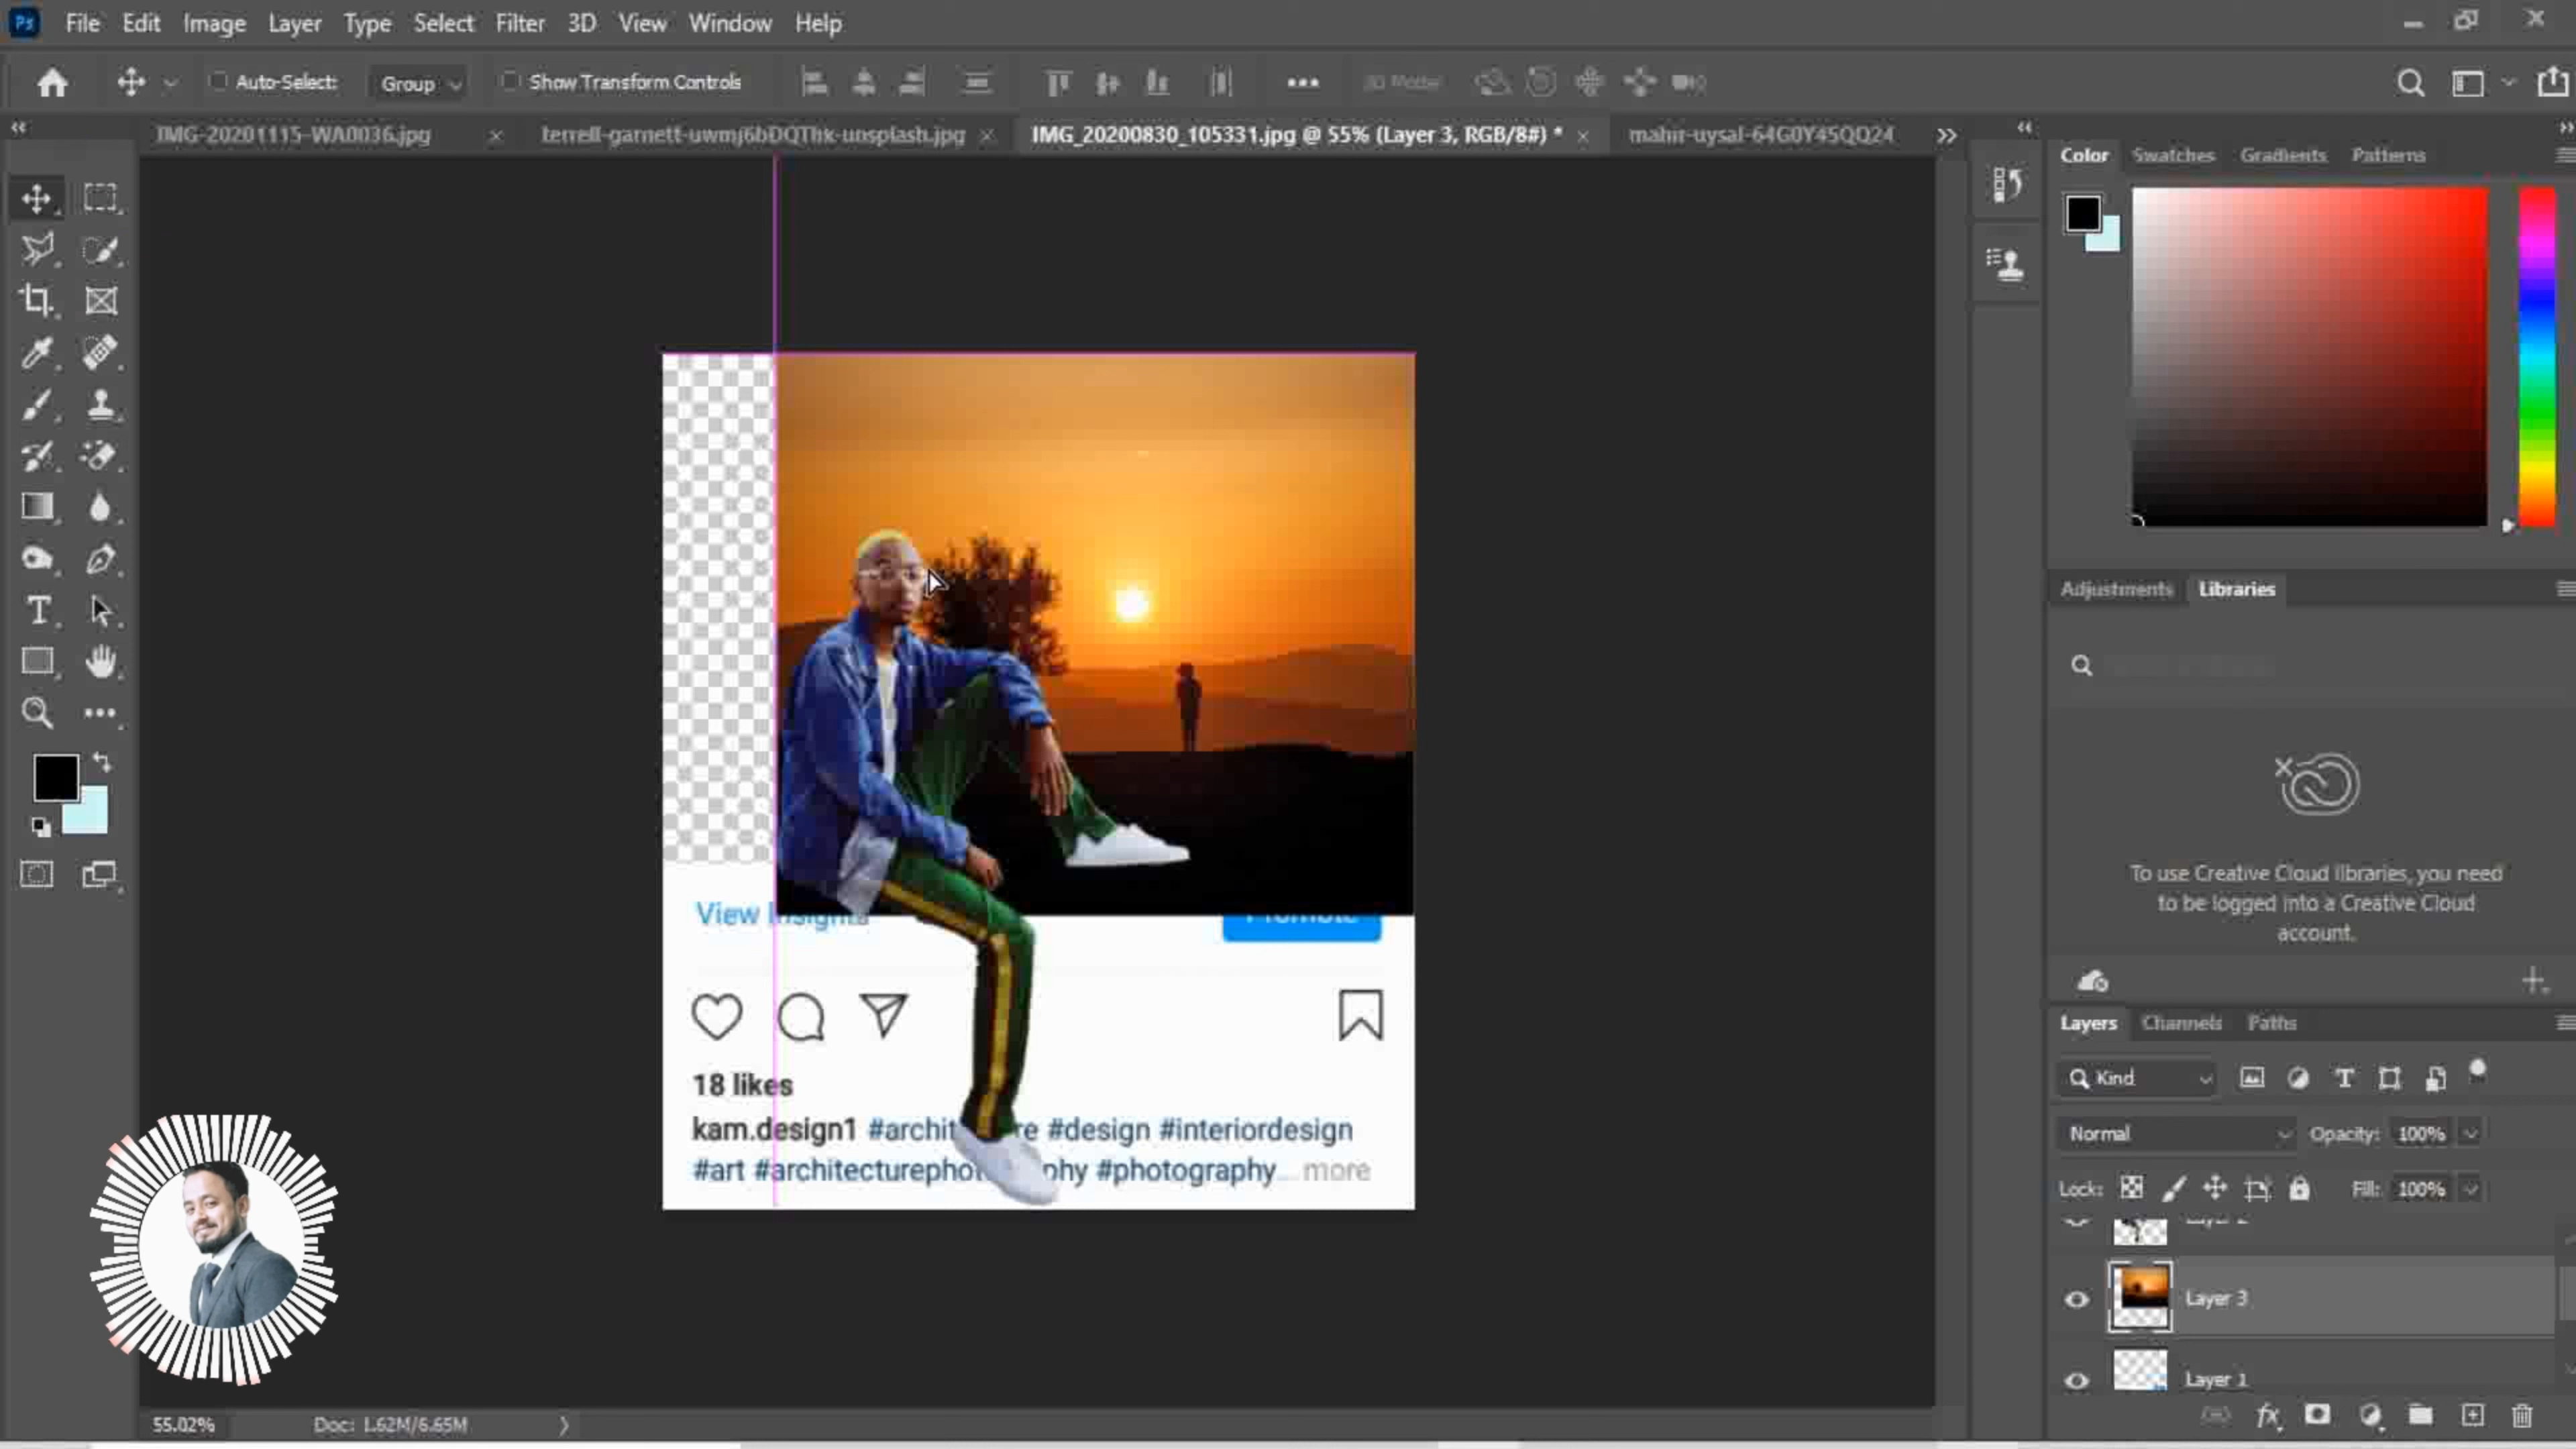 Ps File Edit Image Layer Type Select Filter 3D View Window Help
Auto-Select: Group Show Transform Controls 3D Mode:
IMG-20201115-WA0036.jpg × terrell-garnett-uwmj6bDQThk-unsplash.jpg × IMG_20200830_105331.jpg @ 55% (Layer 3, RGB/8#) * × mahir-uysal-64G0Y45QQ24
Color Swatches Gradients Patterns
Adjustments Libraries
To use Creative Cloud libraries, you need
to be logged into a Creative Cloud
account.
View Insights
18 likes
kam.design1 #archit re #design #interiordesign
#art #architecturepho phy #photography... more
Layers Channels Paths
Kind
Normal Opacity: 100%
Lock: Fill: 100%
Layer 2
Layer 3
Layer 1
55.02% Doc: 1.62M/6.65M